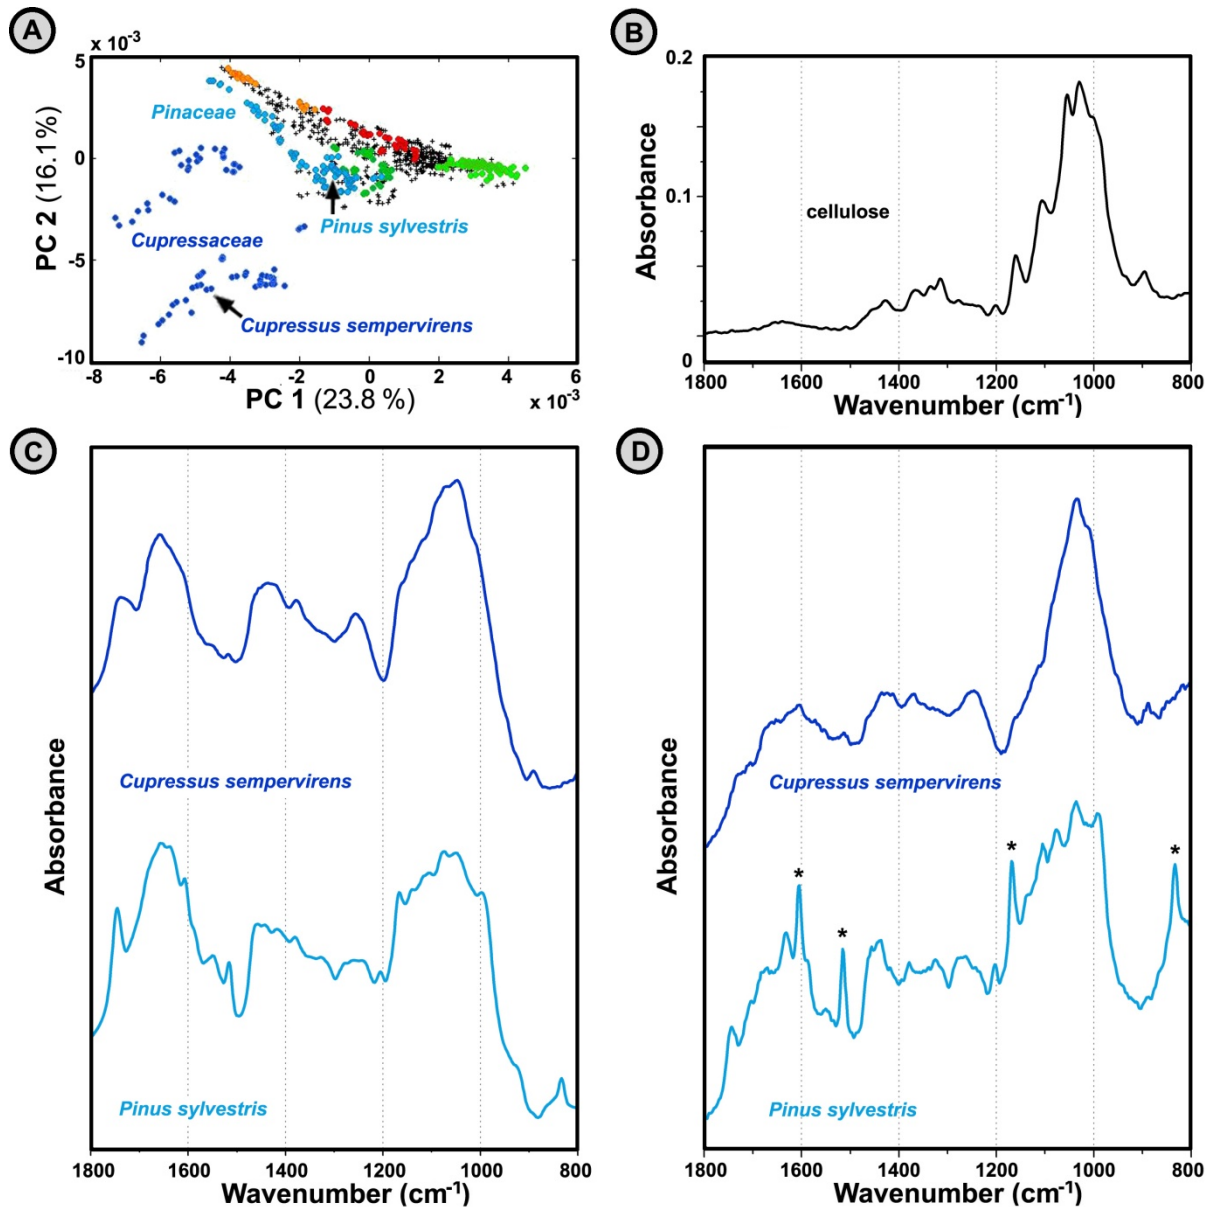 A
x 10-3
5
0
-5
-10
PC 2 (16.1%)
Pinaceae
Pinus sylvestris
Cupressaceae
Cupressus sempervirens
-8 -6 -4 -2 0 2 4 6
PC 1 (23.8 %)
x 10-3
B
0.2
0.1
0
Absorbance
cellulose
1800 1600 1400 1200 1000 800
Wavenumber (cm-1)
C
Absorbance
Cupressus sempervirens
Pinus sylvestris
1800 1600 1400 1200 1000 800
Wavenumber (cm-1)
D
Absorbance
Cupressus sempervirens
* * * *
Pinus sylvestris
1800 1600 1400 1200 1000 800
Wavenumber (cm-1)